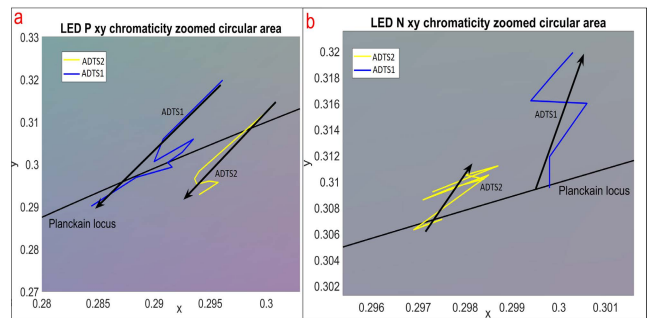 a
LED P xy chromaticity zoomed circular area
0.33
0.32
0.31
0.3
0.29
0.28
0.27
y
ADTS2
ADTS1
ADTS1
ADTS2
Planckain locus
0.28
0.285
0.29
0.295
0.3
x
b
LED N xy chromaticity zoomed circular area
0.32
0.318
0.316
0.314
0.312
0.31
0.308
0.306
0.304
0.302
y
ADTS2
ADTS1
ADTS1
ADTS2
Planckain locus
0.296
0.297
0.298
0.299
0.3
0.301
x